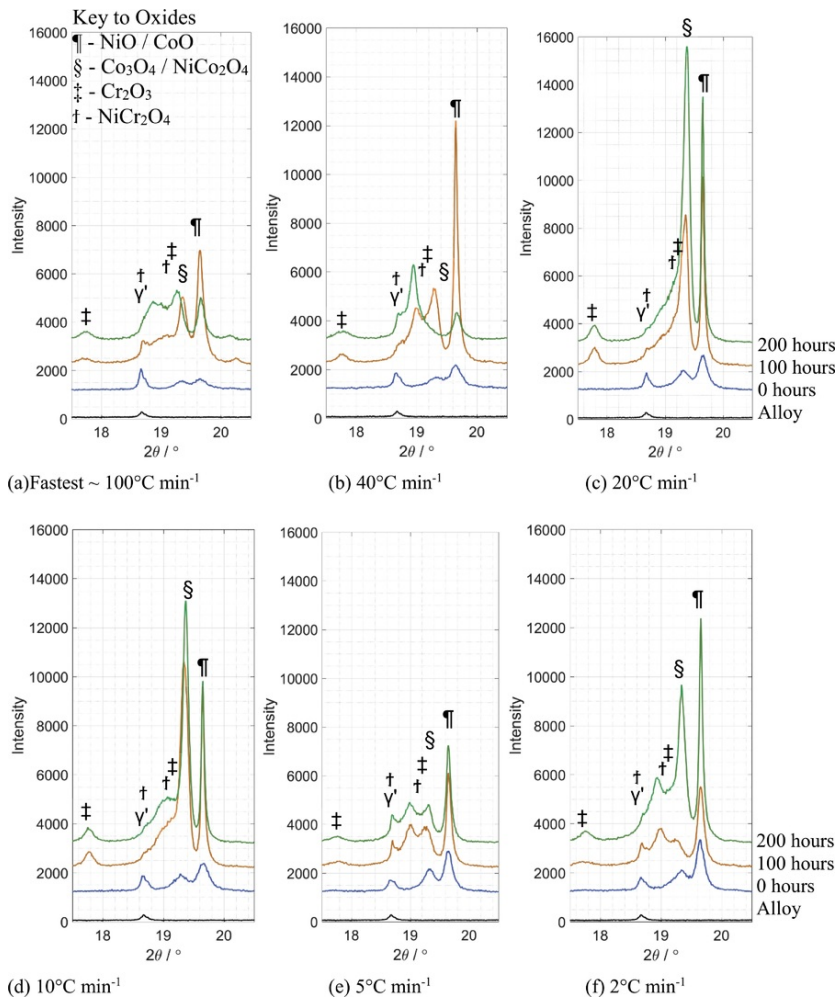 Key to Oxides
¶ - NiO / CoO
§ - Co₃O₄ / NiCo₂O₄
‡ - Cr₂O₃
† - NiCr₂O₄
16000
14000
12000
10000
8000
6000
4000
2000
0
Intensity
‡
†
γ'
†
‡
§
¶
18
19
20
2θ / °
(a)Fastest ~ 100°C min⁻¹
16000
14000
12000
10000
8000
6000
4000
2000
0
Intensity
‡
†
γ'
†
‡
§
¶
18
19
20
2θ / °
(b) 40°C min⁻¹
16000
14000
12000
10000
8000
6000
4000
2000
0
Intensity
‡
†
γ'
†
‡
§
¶
18
19
20
2θ / °
200 hours
100 hours
0 hours
Alloy
(c) 20°C min⁻¹
16000
14000
12000
10000
8000
6000
4000
2000
0
Intensity
‡
†
γ'
†
‡
§
¶
18
19
20
2θ / °
(d) 10°C min⁻¹
16000
14000
12000
10000
8000
6000
4000
2000
0
Intensity
‡
†
γ'
†
‡
§
¶
18
19
20
2θ / °
(e) 5°C min⁻¹
16000
14000
12000
10000
8000
6000
4000
2000
0
Intensity
‡
†
γ'
†
‡
§
¶
18
19
20
2θ / °
200 hours
100 hours
0 hours
Alloy
(f) 2°C min⁻¹